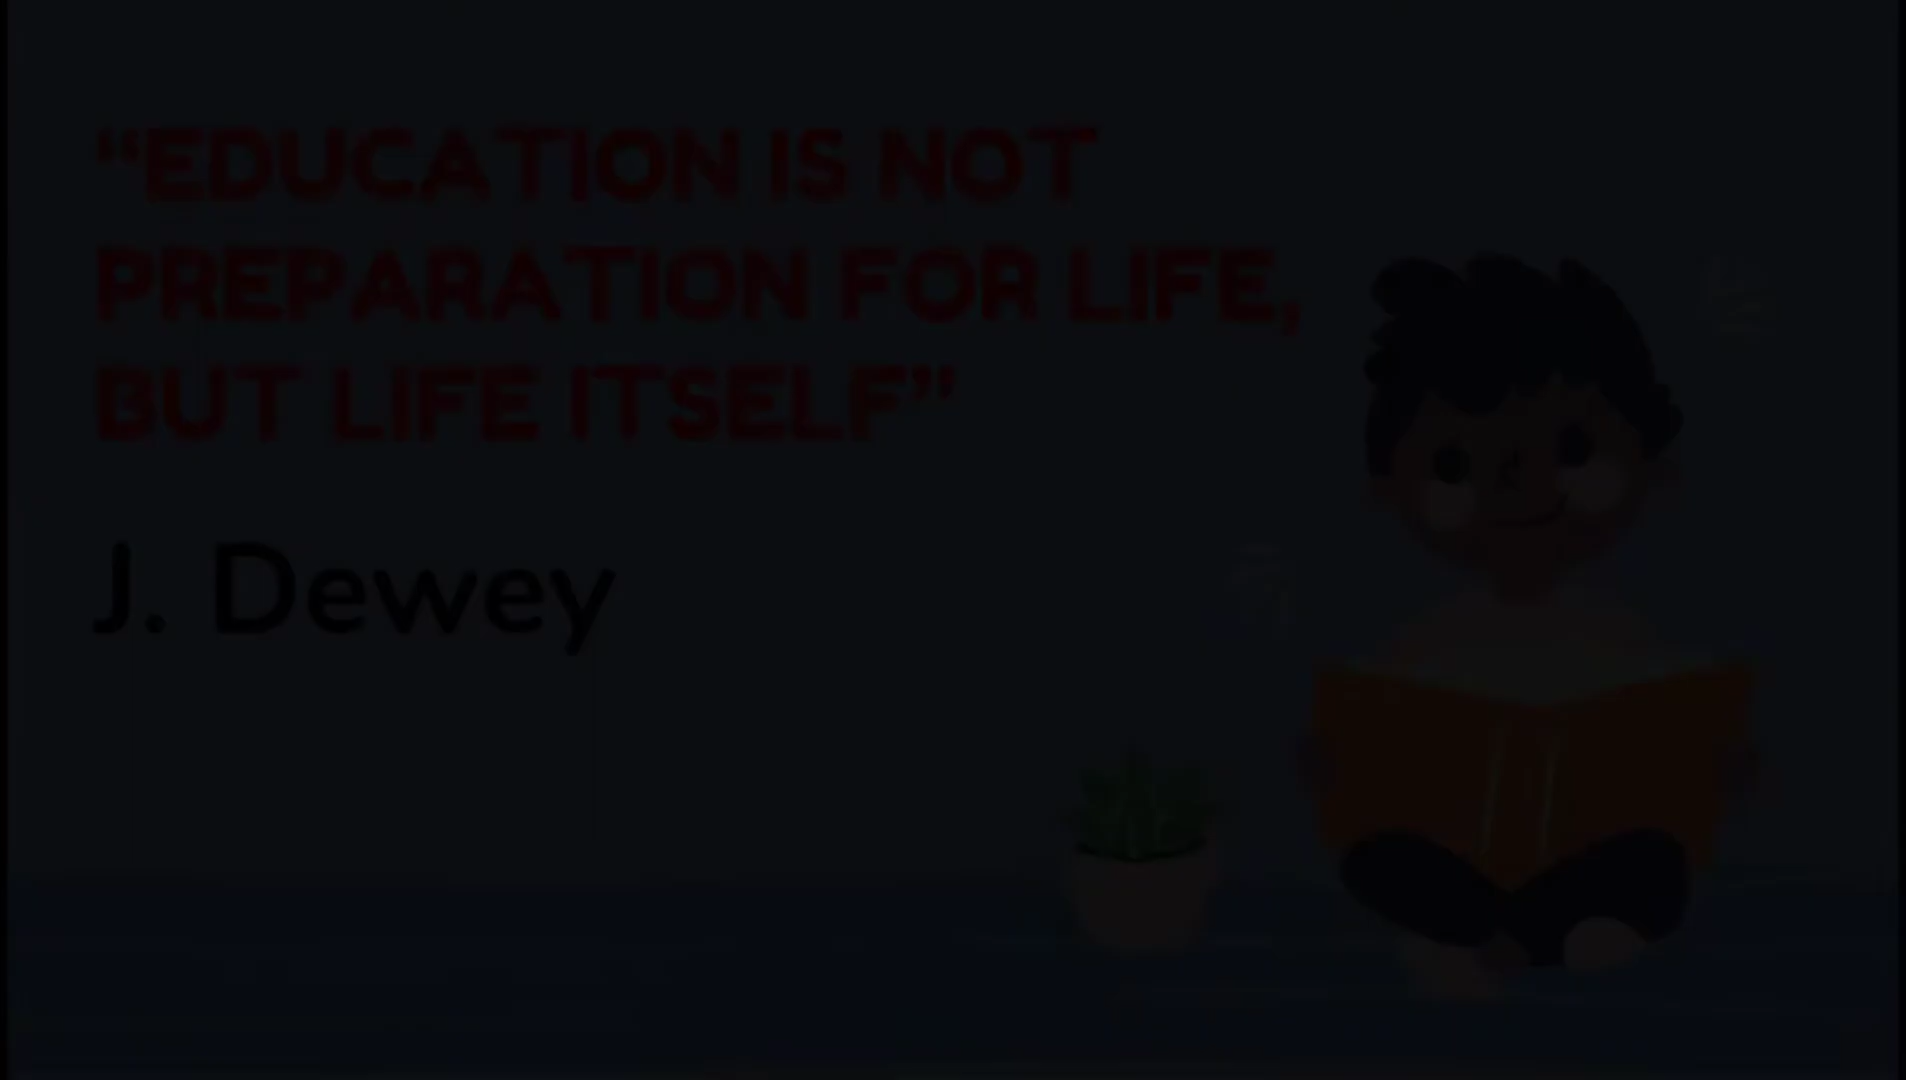 “EDUCATION IS NOT
PREPARATION FOR LIFE,
BUT LIFE ITSELF”
J. Dewey